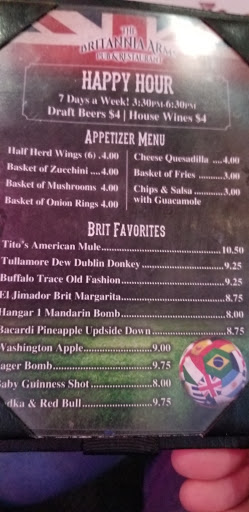 THE
BRITANNIA ARMS
PUB & RESTAURANT
HAPPY HOUR
7 Days a Week! 3:30PM-6:30PM
Draft Beers $4 | House Wines $4
APPETIZER MENU
Half Herd Wings (6) .4.00
Basket of Zucchini ....4.00
Basket of Mushrooms 4.00
Basket of Onion Rings 4.00
Cheese Quesadilla ....4.00
Basket of Fries ............3.00
Chips & Salsa ............3.00
with Guacamole
BRIT FAVORITES
Tito's American Mule..........................................10.50
Tullamore Dew Dublin Donkey..........................9.25
Buffalo Trace Old Fashion...................................9.25
El Jimador Brit Margarita....................................8.75
Hangar 1 Mandarin Bomb..................................8.00
Bacardi Pineapple Updside Down.....................8.75
Washington Apple....................9.00
ager Bomb................................9.75
Baby Guinness Shot..................8.00
dka & Red Bull.......................9.75